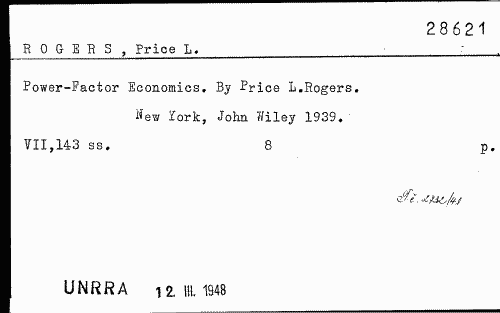 28621
ROGERS, Price L.
Power-Factor Economics. By Price L.Rogers.
New York, John Wiley 1939.
VII,143 ss. 8 p.
UNRRA 12. III. 1948